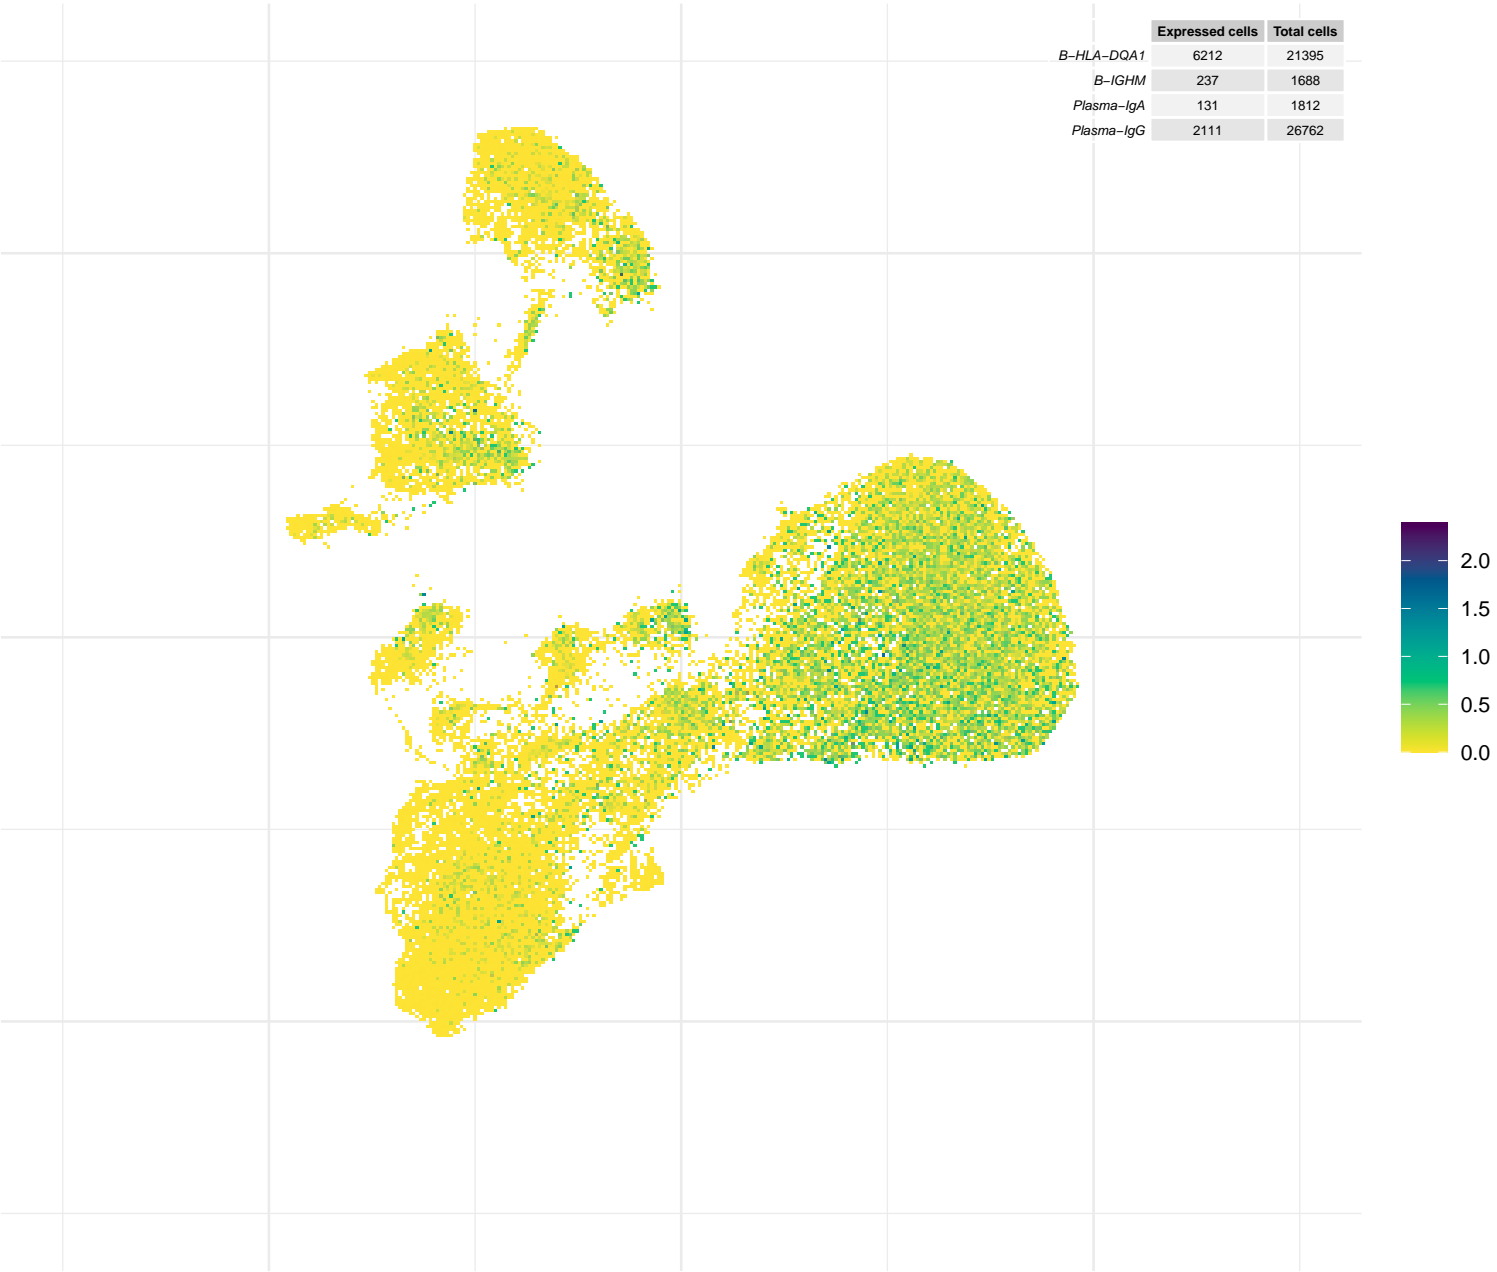 Expressed cells Total cells
B−HLA−DQA1 6212 21395
B−IGHM 237 1688
Plasma−IgA 131 1812
Plasma−IgG 2111 26762
2.0
1.5
1.0
0.5
0.0